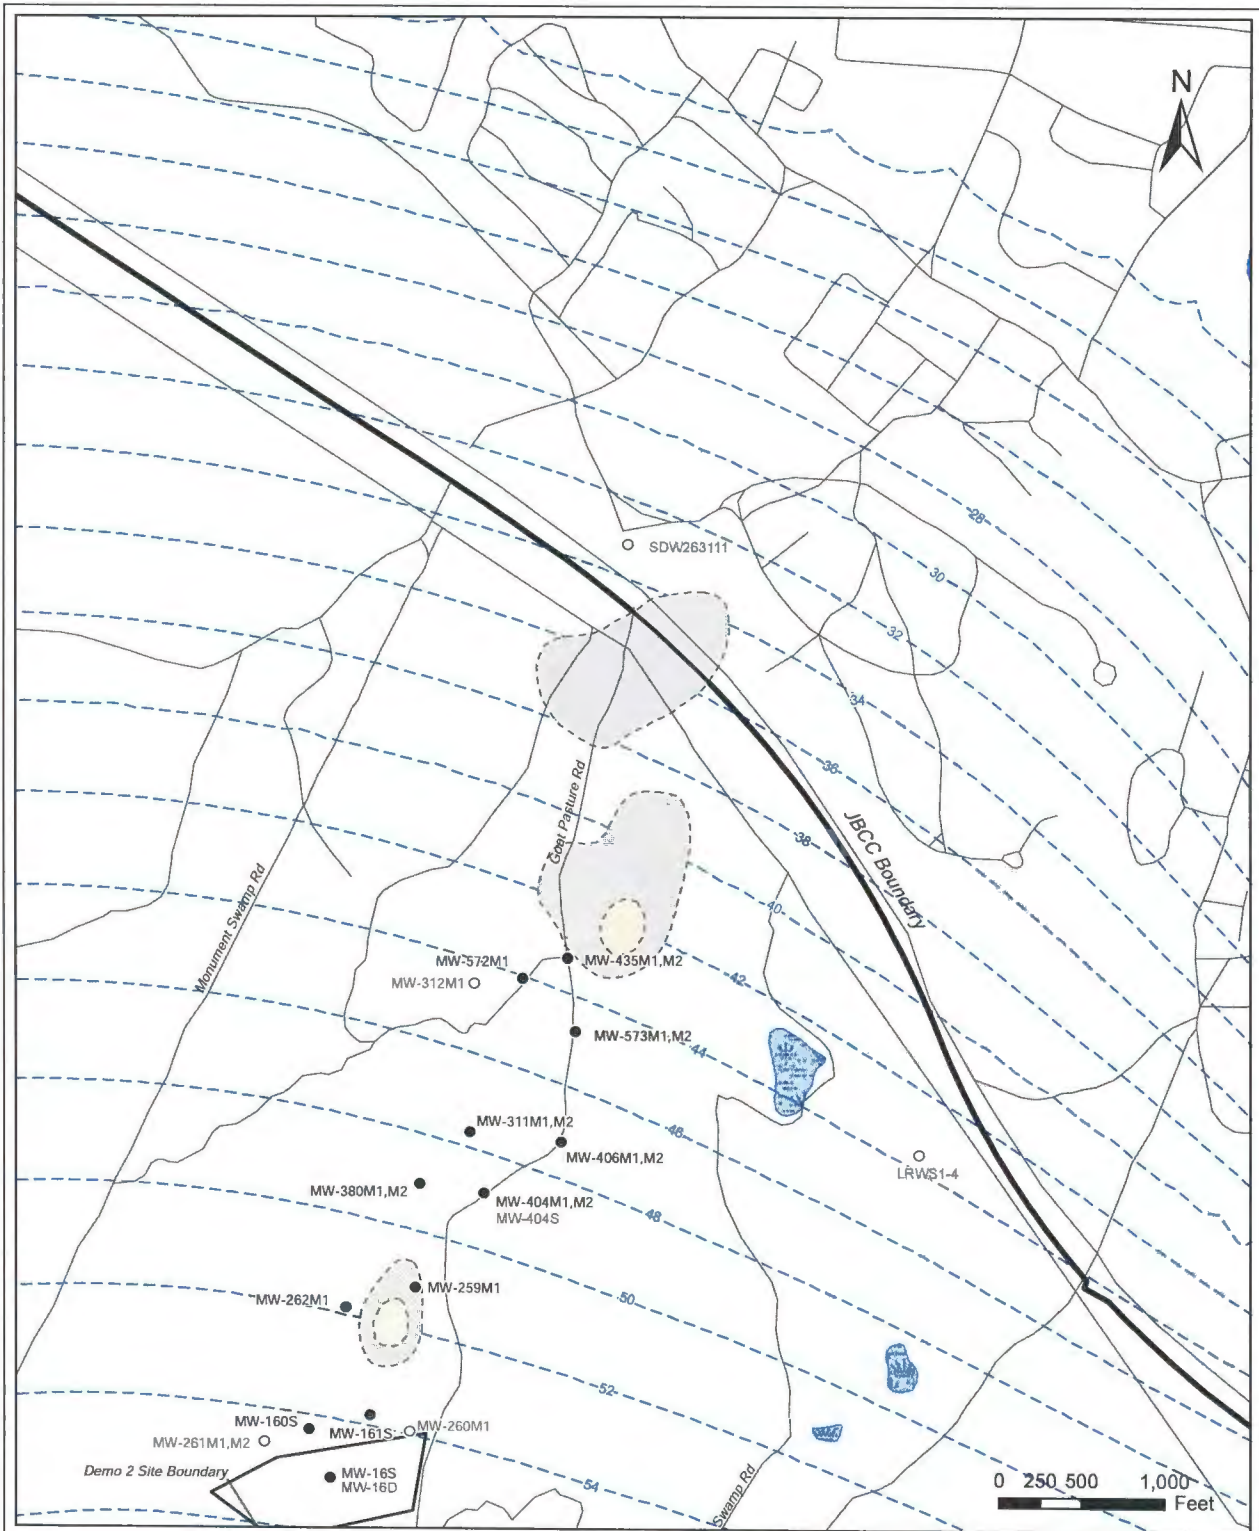 N
28
SDW263111
30
32
34
36
Goat Pasture Rd
38
JBCC Boundary
Monument Swamp Rd
40
MW-572M1
MW-435M1,M2
MW-312M1
42
MW-573M1,M2
44
MW-311M1,M2
46
MW-406M1,M2
LRWS1-4
MW-380M1,M2
MW-404M1,M2
MW-404S
48
MW-259M1
MW-262M1
50
52
MW-160S
MW-260M1
MW-161S
MW-261M1,M2
Demo 2 Site Boundary
MW-16S
MW-16D
54
Swamp Rd
0 250 500 1,000
Feet